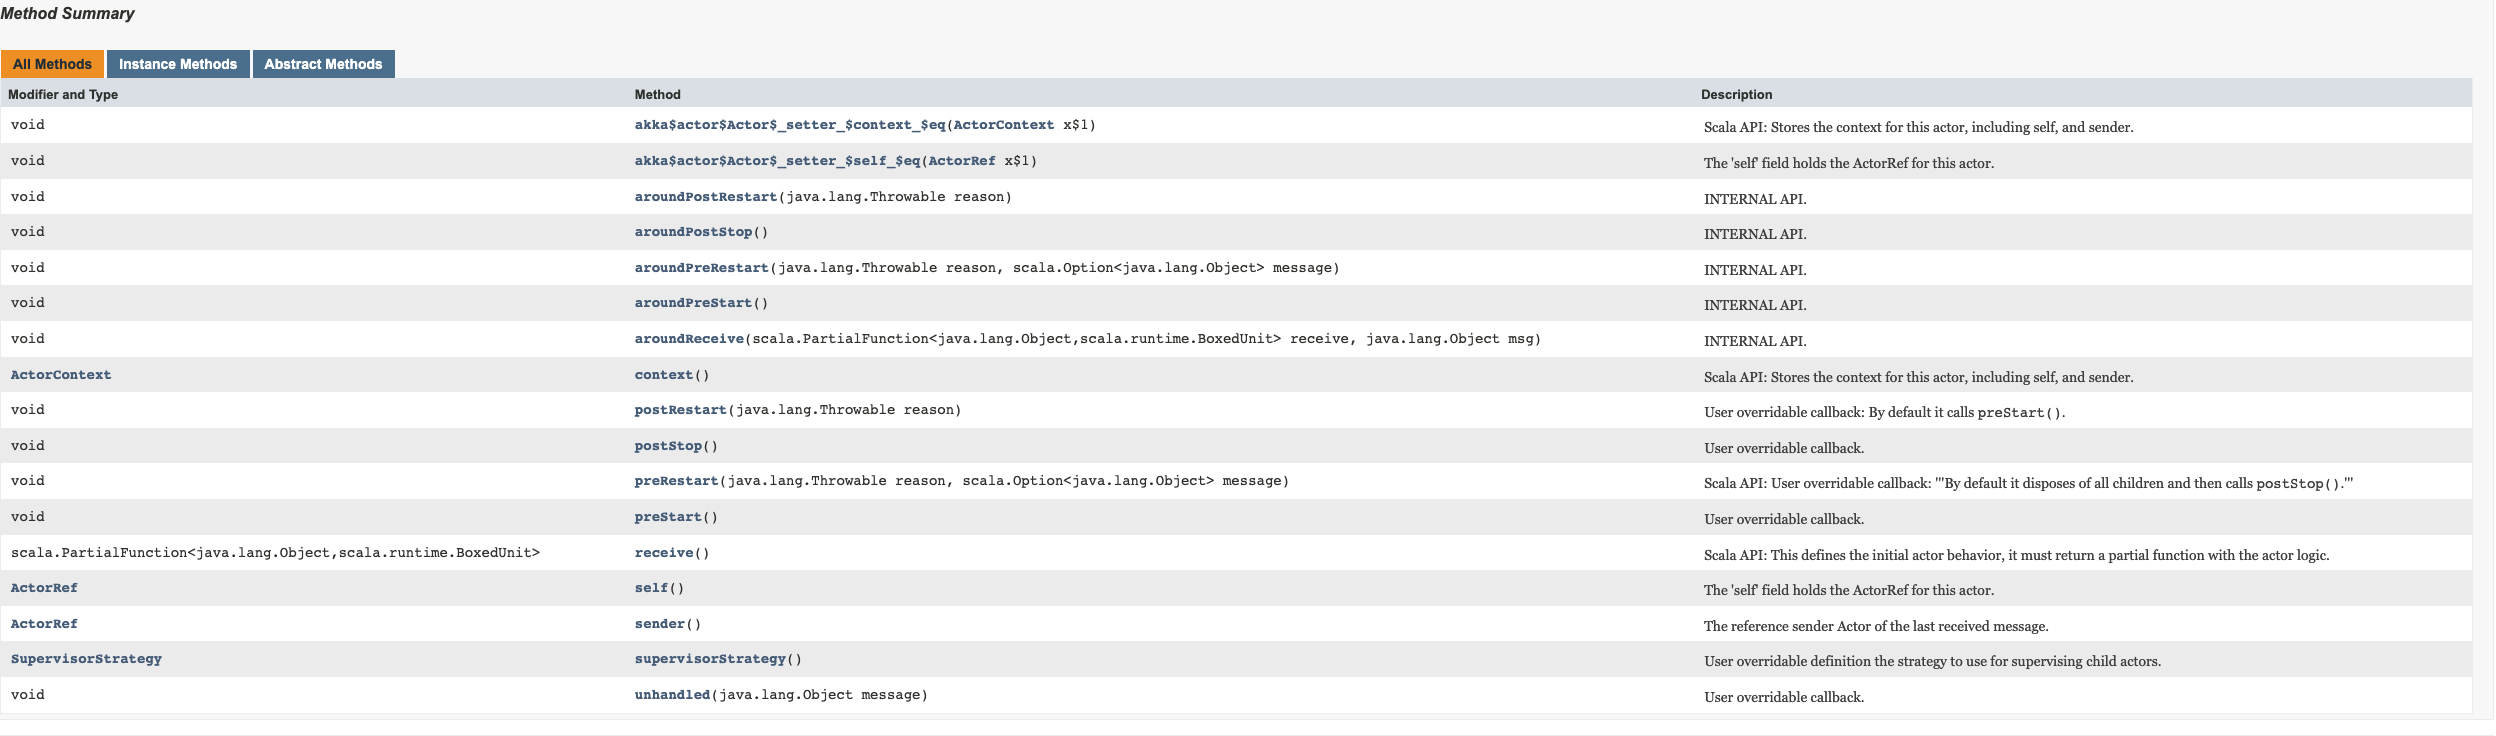 Method Summary
All Methods Instance Methods Abstract Methods
Modifier and Type Method Description
void akka$actor$Actor$_setter_$context_$eq(ActorContext x$1) Scala API: Stores the context for this actor, including self, and sender.
void akka$actor$Actor$_setter_$self_$eq(ActorRef x$1) The 'self' field holds the ActorRef for this actor.
void aroundPostRestart(java.lang.Throwable reason) INTERNAL API.
void aroundPostStop() INTERNAL API.
void aroundPreRestart(java.lang.Throwable reason, scala.Option<java.lang.Object> message) INTERNAL API.
void aroundPreStart() INTERNAL API.
void aroundReceive(scala.PartialFunction<java.lang.Object,scala.runtime.BoxedUnit> receive, java.lang.Object msg) INTERNAL API.
ActorContext context() Scala API: Stores the context for this actor, including self, and sender.
void postRestart(java.lang.Throwable reason) User overridable callback: By default it calls preStart().
void postStop() User overridable callback.
void preRestart(java.lang.Throwable reason, scala.Option<java.lang.Object> message) Scala API: User overridable callback: '''By default it disposes of all children and then calls postStop().'''
void preStart() User overridable callback.
scala.PartialFunction<java.lang.Object,scala.runtime.BoxedUnit> receive() Scala API: This defines the initial actor behavior, it must return a partial function with the actor logic.
ActorRef self() The 'self' field holds the ActorRef for this actor.
ActorRef sender() The reference sender Actor of the last received message.
SupervisorStrategy supervisorStrategy() User overridable definition the strategy to use for supervising child actors.
void unhandled(java.lang.Object message) User overridable callback.